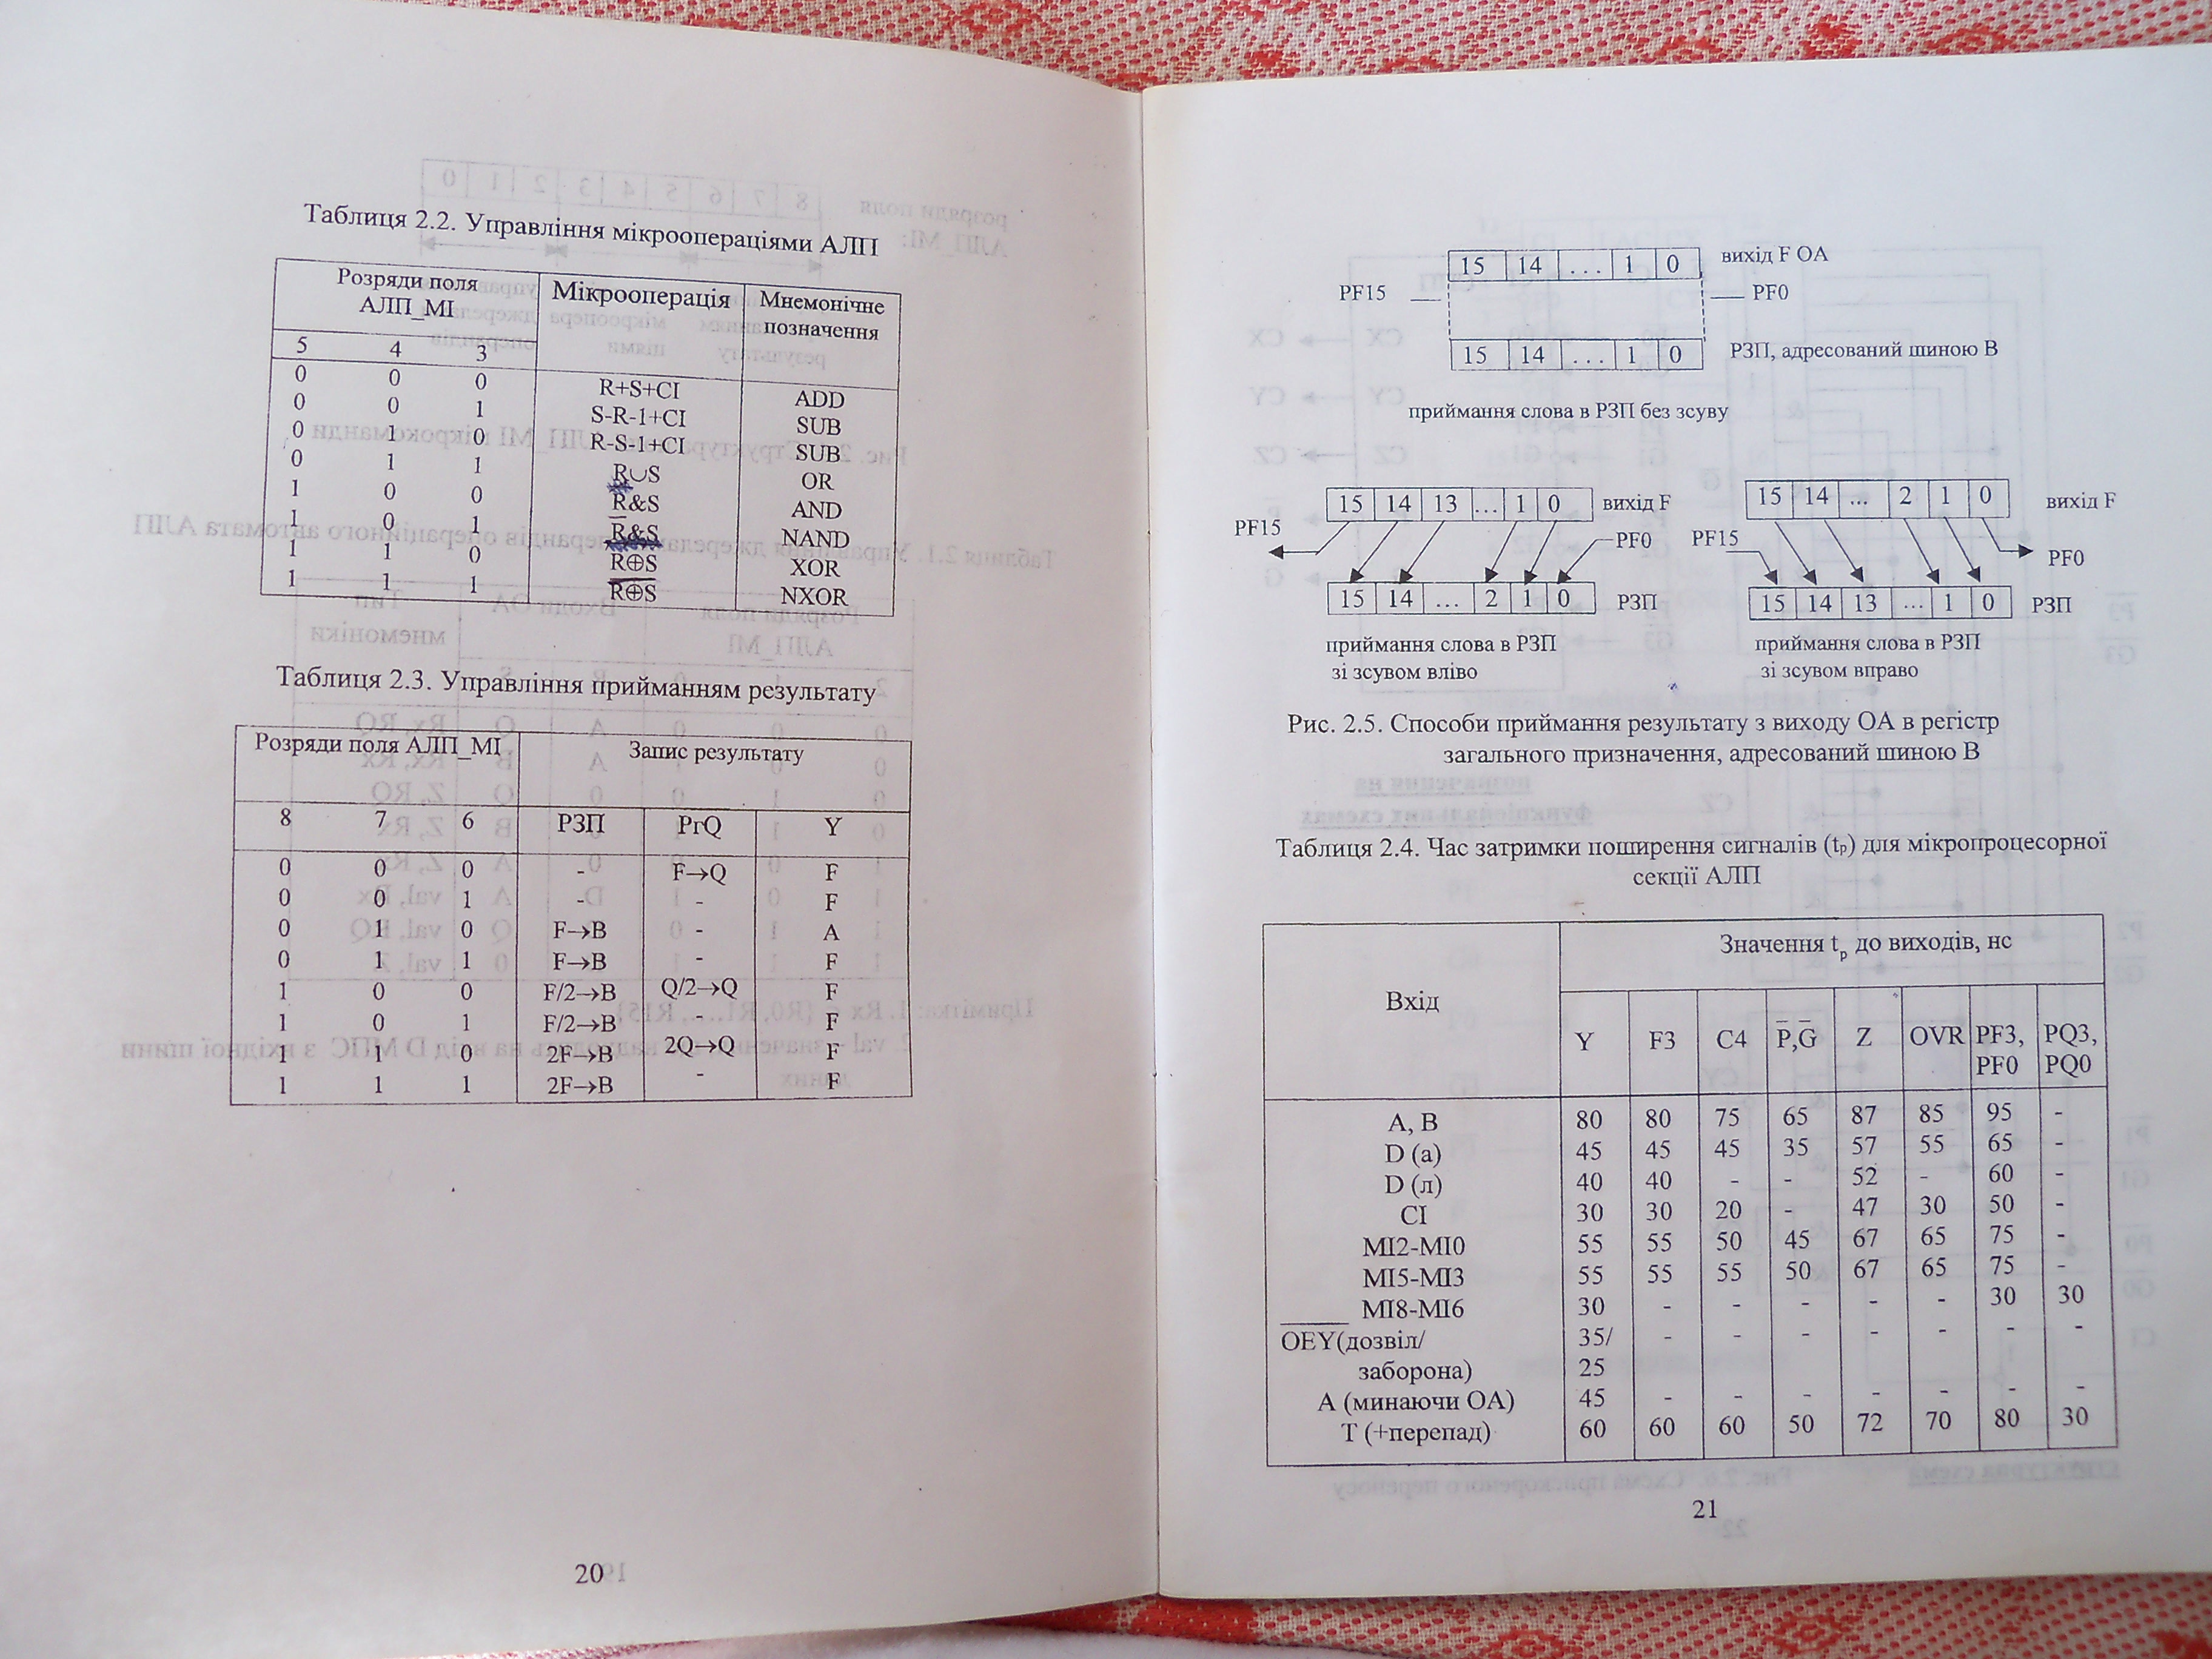 Таблиця 2.2. Управління мікроопераціями АЛП
Розряди поля АЛП_МІ | Мікрооперація | Мнемонічне позначення
5 4 3
0 0 0 R+S+CI ADD
0 0 1 S-R-1+CI SUB
0 1 0 R-S-1+CI SUB
0 1 1 R∪S OR
1 0 0 R&S AND
1 0 1 R̅&S NAND
1 1 0 R⊕S XOR
1 1 1 R̅⊕̅S̅ NXOR
Таблиця 2.3. Управління прийманням результату
Розряди поля АЛП_МІ | Запис результату
8 7 6 РЗП РгQ Y
0 0 0 - F→Q F
0 0 1 - - F
0 1 0 F→B - A
0 1 1 F→B - F
1 0 0 F/2→B Q/2→Q F
1 0 1 F/2→B - F
1 1 0 2F→B 2Q→Q F
1 1 1 2F→B - F
20
15 14 ... 1 0 вихід F ОА
PF15 PF0
15 14 ... 1 0 РЗП, адресований шиною В
приймання слова в РЗП без зсуву
15 14 13 ... 1 0 вихід F
PF15 PF0
15 14 ... 2 1 0 РЗП
приймання слова в РЗП
зі зсувом вліво
15 14 ... 2 1 0 вихід F
PF15 PF0
15 14 13 ... 1 0 РЗП
приймання слова в РЗП
зі зсувом вправо
Рис. 2.5. Способи приймання результату з виходу ОА в регістр
загального призначення, адресований шиною В
Таблиця 2.4. Час затримки поширення сигналів (tp) для мікропроцесорної
секції АЛП
Вхід | Значення tp до виходів, нс
Y F3 C4 P̅,G̅ Z OVR PF3, PF0 PQ3, PQ0
A, B 80 80 75 65 87 85 95 -
D (а) 45 45 45 35 57 55 65 -
D (л) 40 40 - - 52 - 60 -
CI 30 30 20 - 47 30 50 -
MI2-MI0 55 55 50 45 67 65 75 -
MI5-MI3 55 55 55 50 67 65 75 -
MI8-MI6 30 - - - - - 30 30
O̅E̅Y̅(дозвіл/ 35/ - - - - - - -
заборона) 25
A (минаючи ОА) 45 - - - - - - -
T (+перепад) 60 60 60 50 72 70 80 30
21